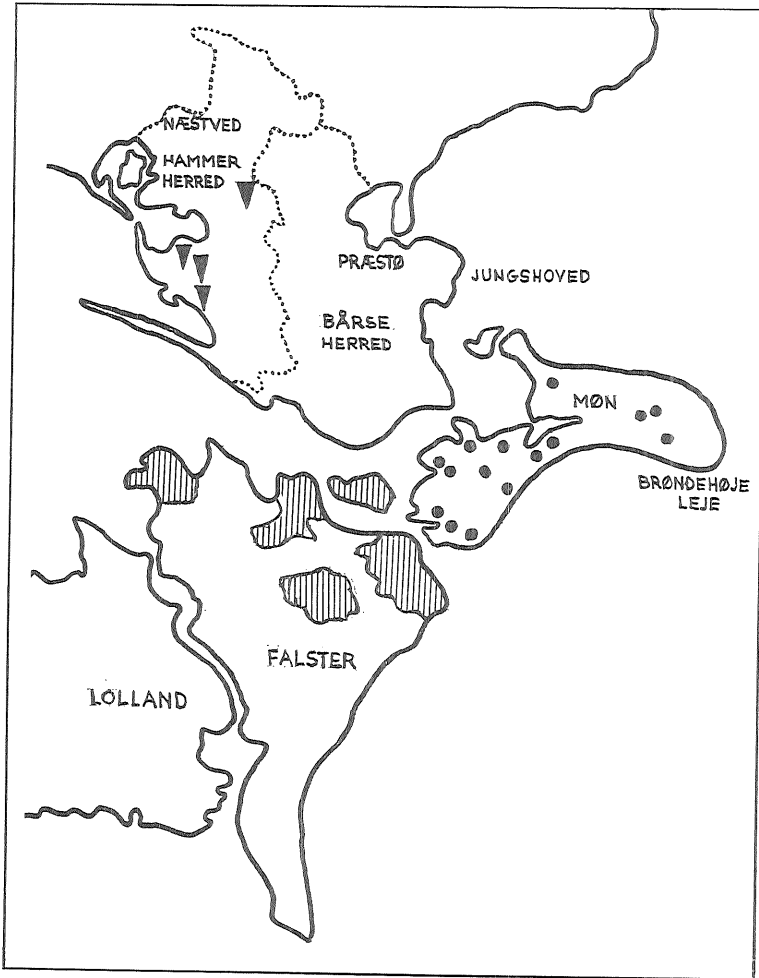 NÆSTVED
HAMMER
HERRED
PRÆSTØ
JUNGSHOVED
BÅRSE
HERRED
MØN
BRØNDEHØJE
LEJE
FALSTER
LOLLAND